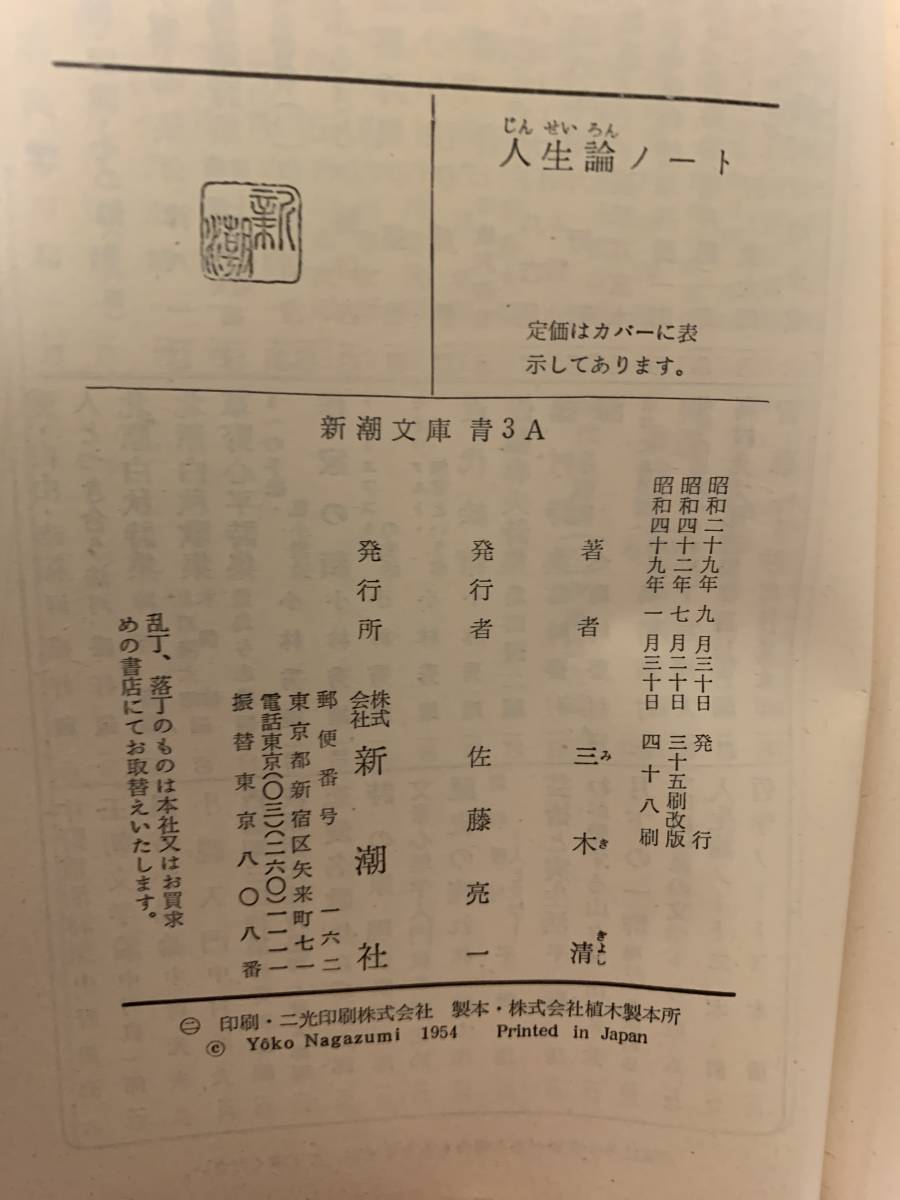 じんせいろん
人生論ノート
定価はカバーに表
示してあります。
新潮
新潮文庫 青3A
昭和二十九年 九 月三十日 発 行
昭和四十二年 七 月二十日 三十五刷改版
昭和四十九年 一 月三十日 四 十 八 刷
著者 三木清
み き きよし
発行者 佐藤亮一
発行所 株式会社 新潮社
郵便番号 一六二
東京都新宿区矢来町七一
電話東京(〇三)(二六〇)一一一一
振替東京八〇八番
乱丁、落丁のものは本社又はお買求
めの書店にてお取替えいたします。
㊁ 印刷・二光印刷株式会社 製本・株式会社植木製本所
© Yôko Nagazumi 1954 Printed in Japan